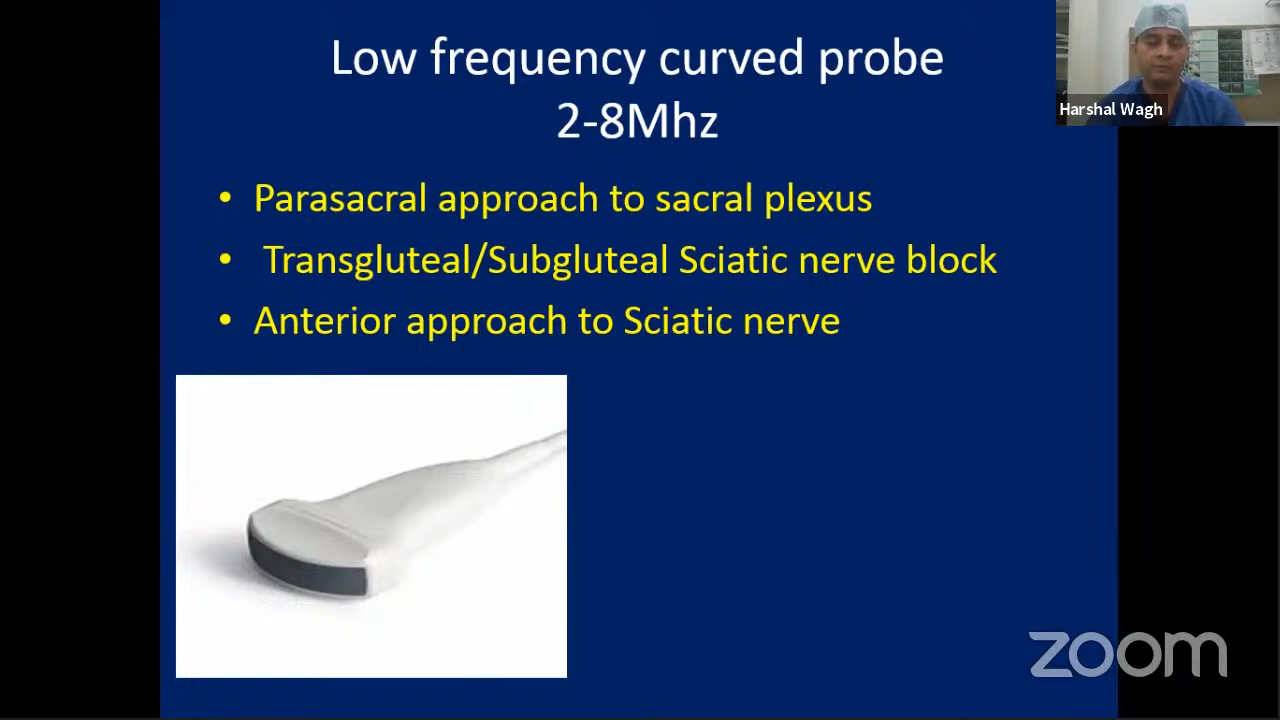 Low frequency curved probe
2-8Mhz
Harshal Wagh
• Parasacral approach to sacral plexus
• Transgluteal/Subgluteal Sciatic nerve block
• Anterior approach to Sciatic nerve
zoom